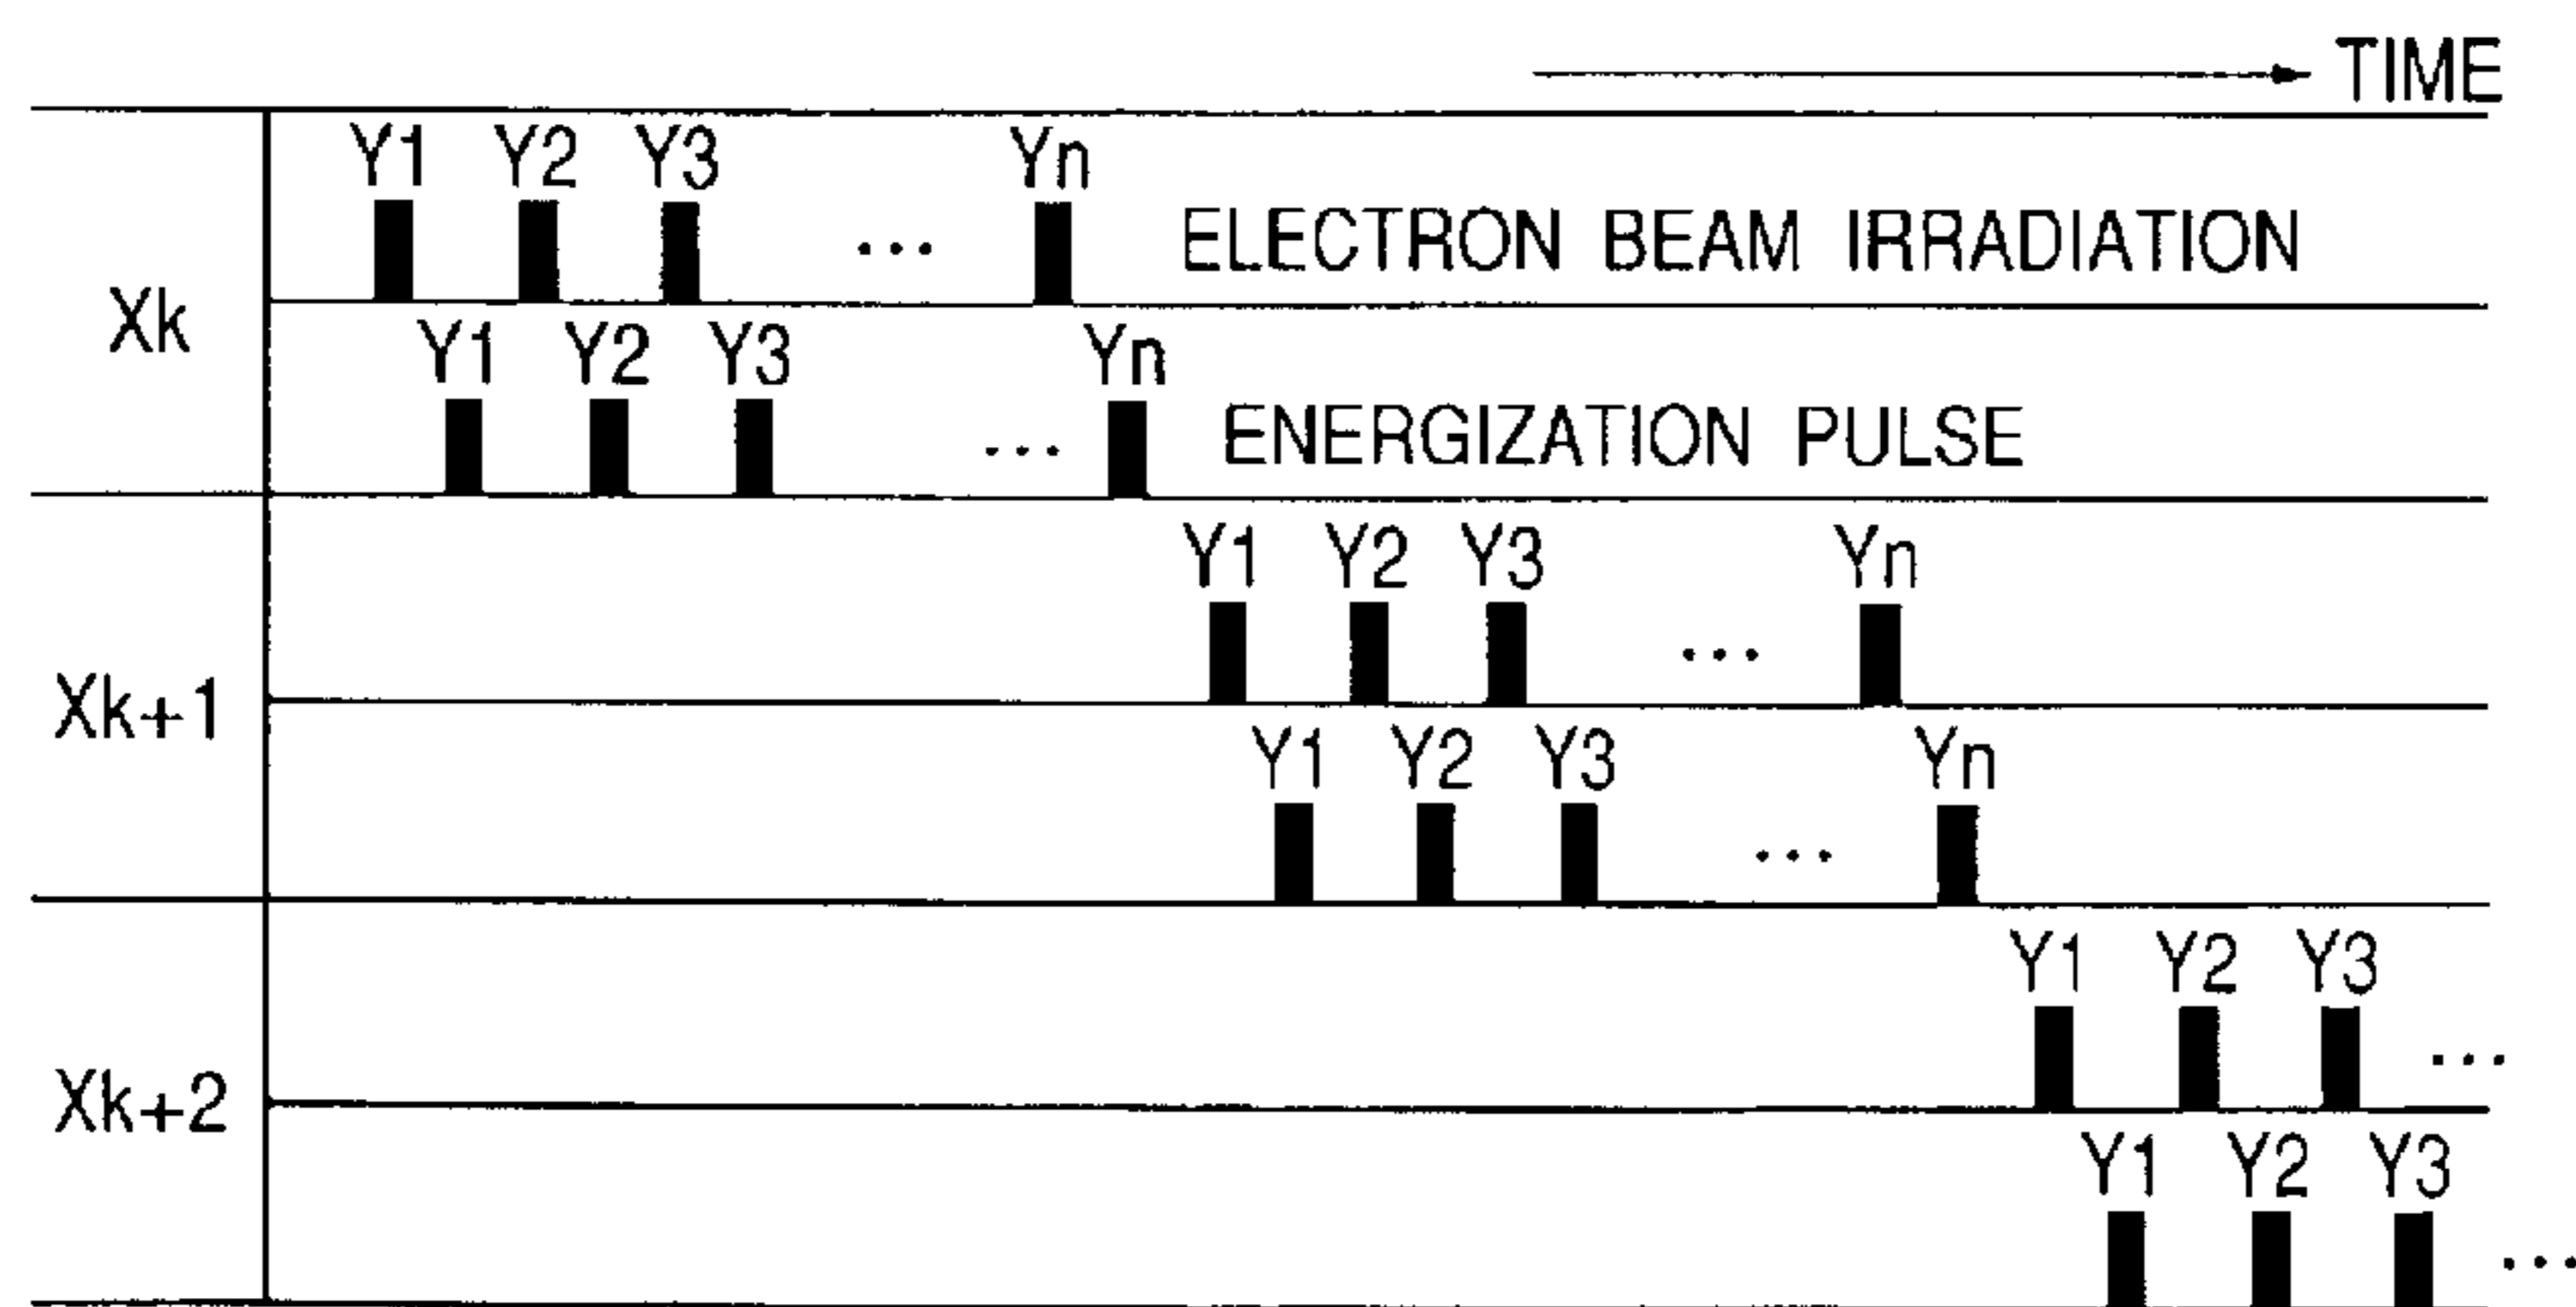 TIME
Y1 Y2 Y3 ... Yn ELECTRON BEAM IRRADIATION
Xk
Y1 Y2 Y3 ... Yn ENERGIZATION PULSE
Y1 Y2 Y3 ... Yn
Xk+1
Y1 Y2 Y3 ... Yn
Y1 Y2 Y3 ...
Xk+2
Y1 Y2 Y3 ...